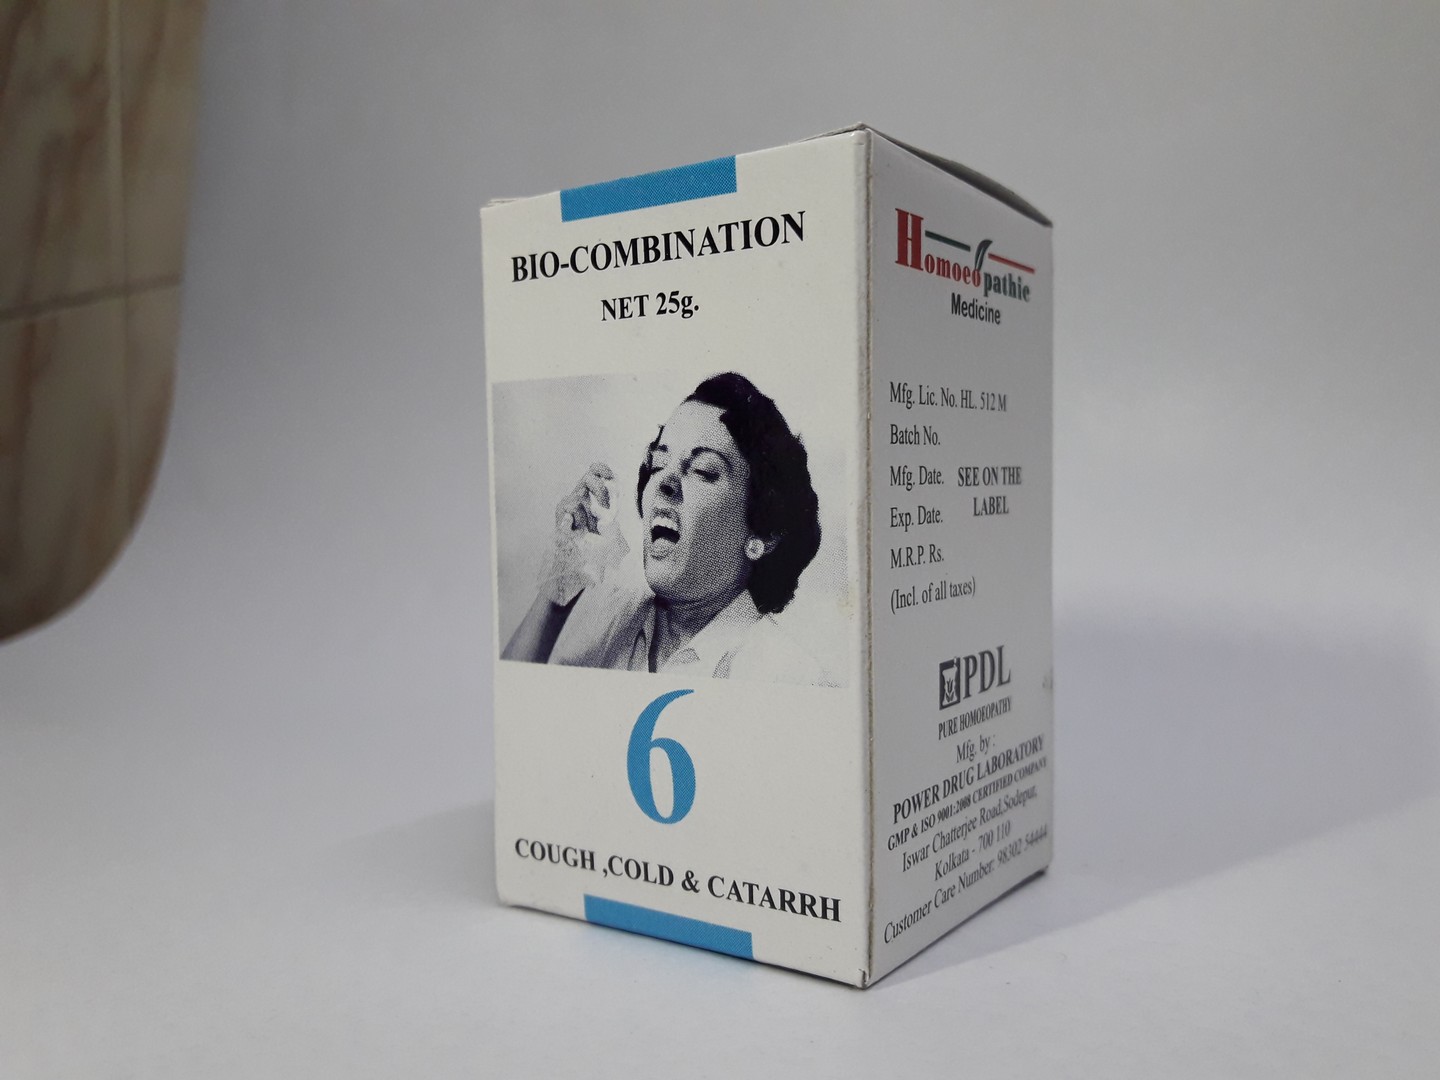 BIO-COMBINATION
NET 25g.
6
COUGH ,COLD & CATARRH
Homoeopathic
Medicine
Mfg. Lic. No. HL. 512 M
Batch No.
Mfg. Date. SEE ON THE
Exp. Date. LABEL
M.R.P. Rs.
(Incl. of all taxes)
PDL
PURE HOMOEOPATHY
Mfg. by :
POWER DRUG LABORATORY
GMP & ISO 9001:2008 CERTIFIED COMPANY
Iswar Chatterjee Road,Sodepur,
Kolkata - 700 110
Customer Care Number: 98302 54444